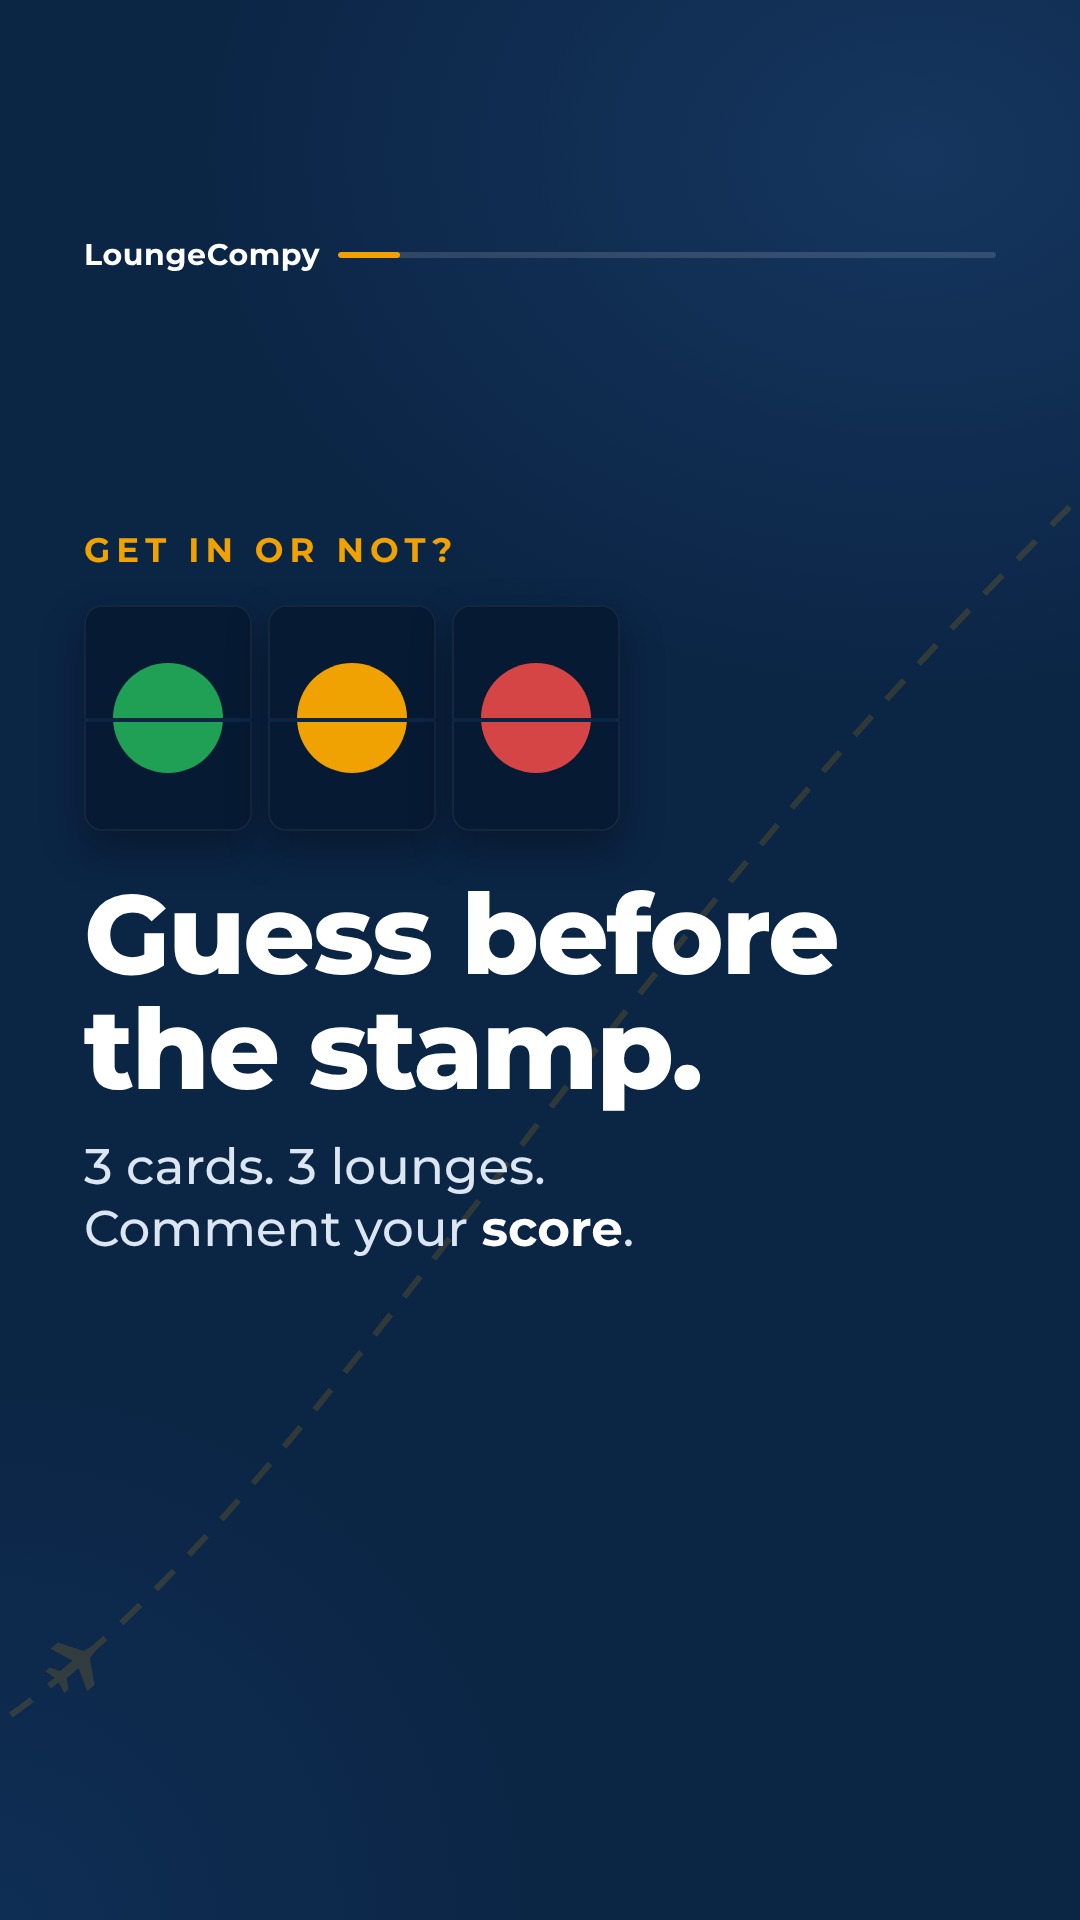 LoungeCompy
GET IN OR NOT?
Guess before
the stamp.
3 cards. 3 lounges.
Comment your score.